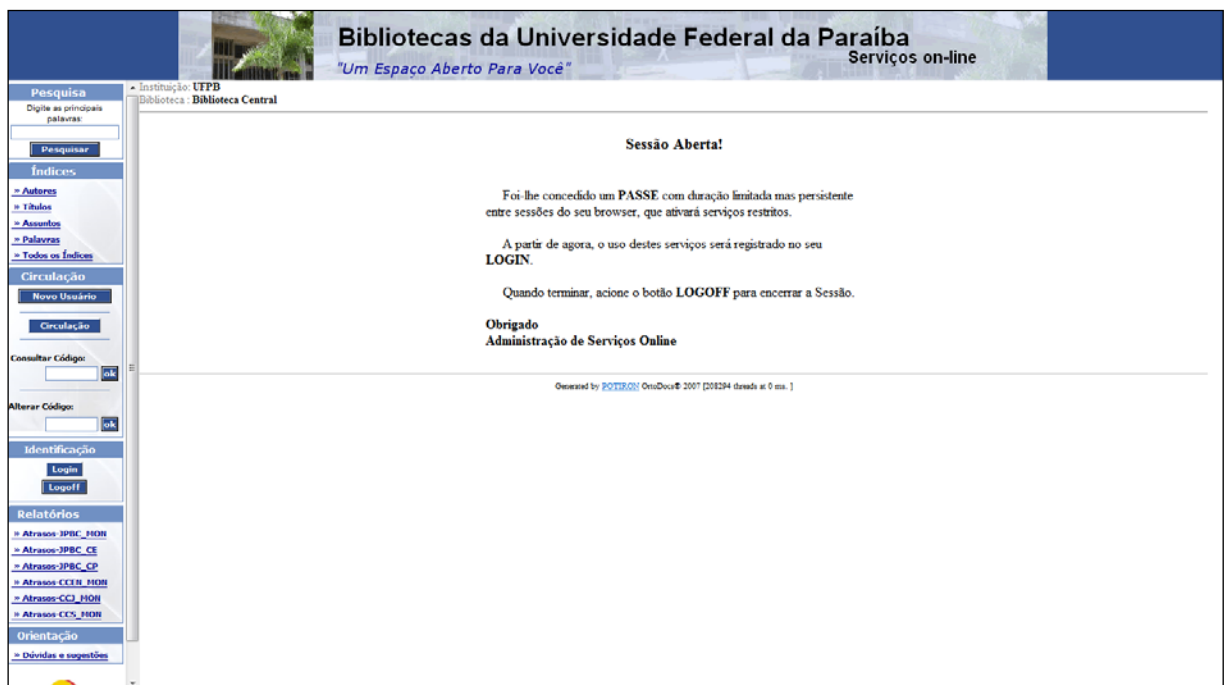 Bibliotecas da Universidade Federal da Paraíba
"Um Espaço Aberto Para Você"
Serviços on-line
Pesquisa
Digite as principais
palavras:
Pesquisar
Índices
» Autores
» Títulos
» Assuntos
» Palavras
» Todos os Índices
Circulação
Novo Usuário
Circulação
Consultar Código:
ok
Alterar Código:
ok
Identificação
Login
Logoff
Relatórios
» Atrasos-JPBC_MON
» Atrasos-JPBC_CE
» Atrasos-JPBC_CP
» Atrasos-CCEN_MON
» Atrasos-CCJ_MON
» Atrasos-CCS_MON
Orientação
» Dúvidas e sugestões
Instituição: UFPB
Biblioteca : Biblioteca Central
Sessão Aberta!
Foi-lhe concedido um PASSE com duração limitada mas persistente
entre sessões do seu browser, que ativará serviços restritos.
A partir de agora, o uso destes serviços será registrado no seu
LOGIN.
Quando terminar, acione o botão LOGOFF para encerrar a Sessão.
Obrigado
Administração de Serviços Online
Generated by POTIRON OrtoDocs® 2007 [208294 threads at 0 ms. ]